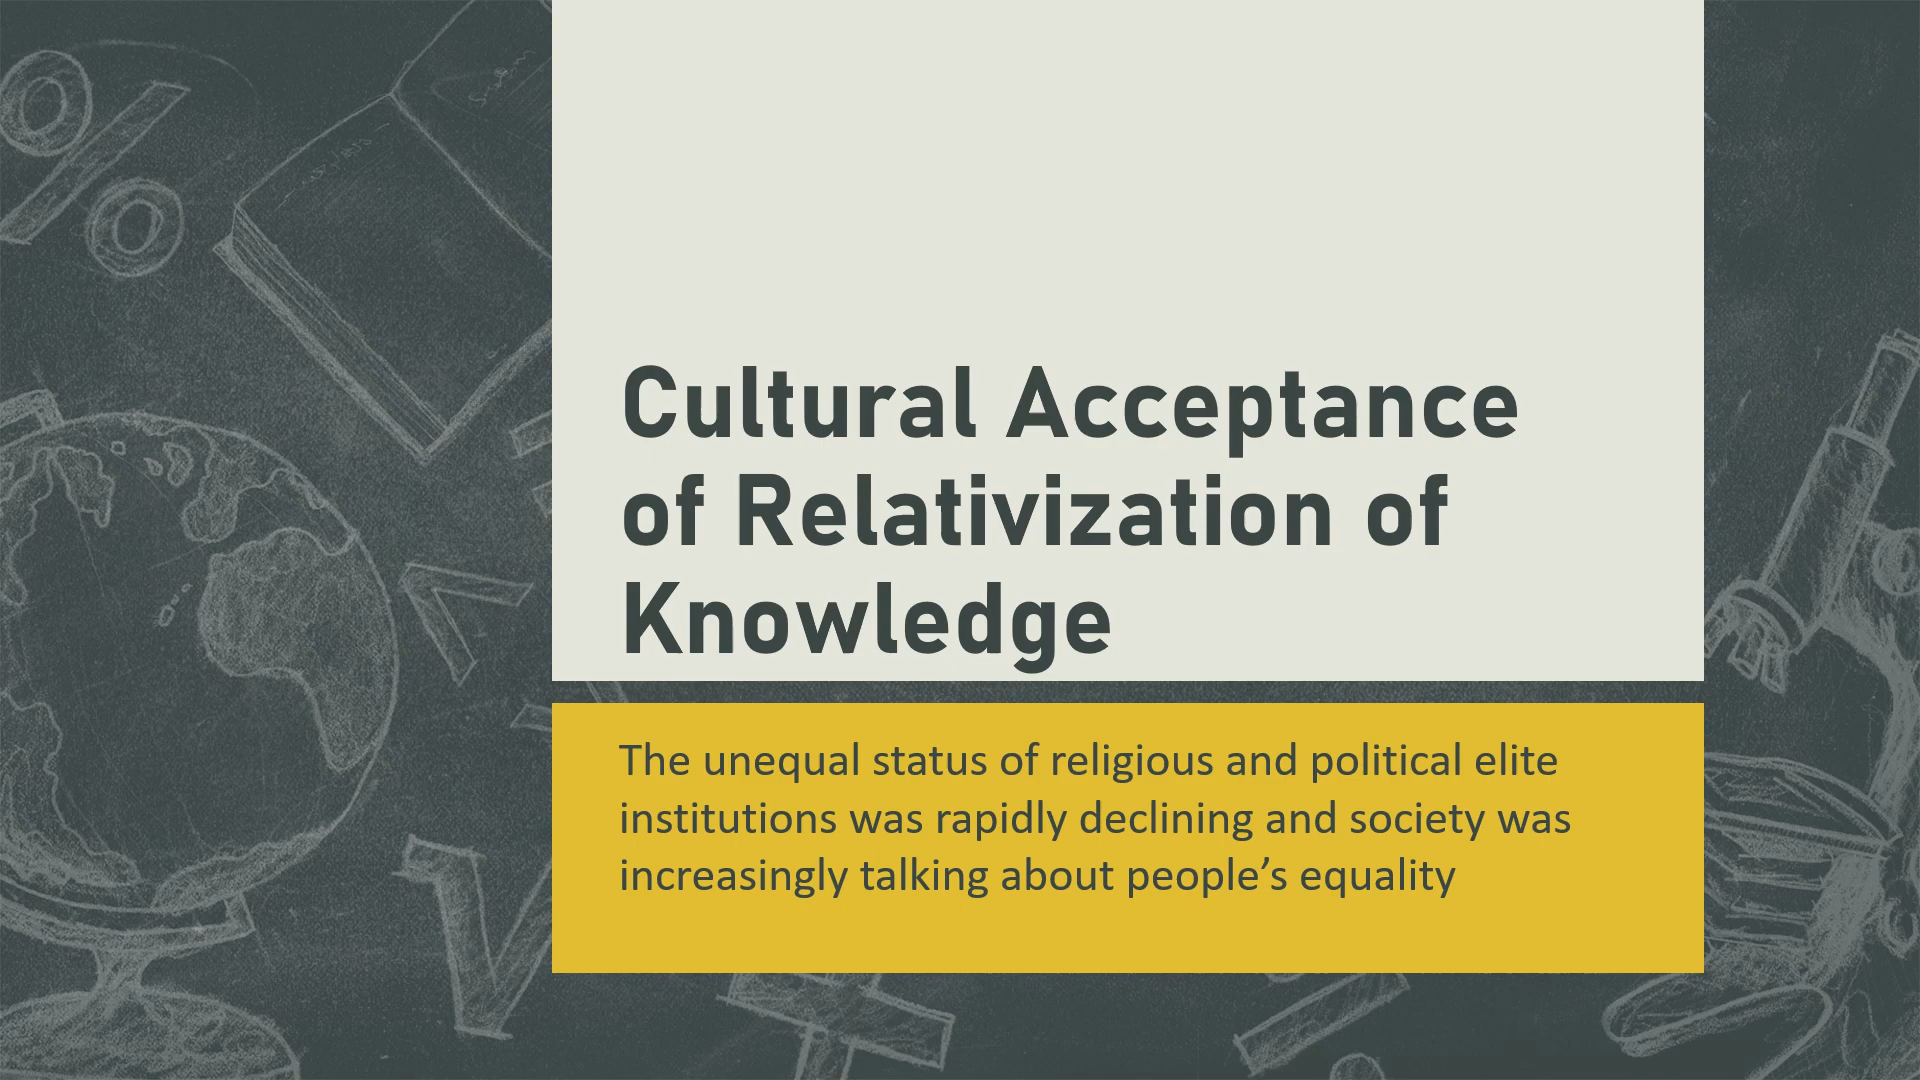 Cultural Acceptance
of Relativization of
Knowledge
The unequal status of religious and political elite
institutions was rapidly declining and society was
increasingly talking about people’s equality